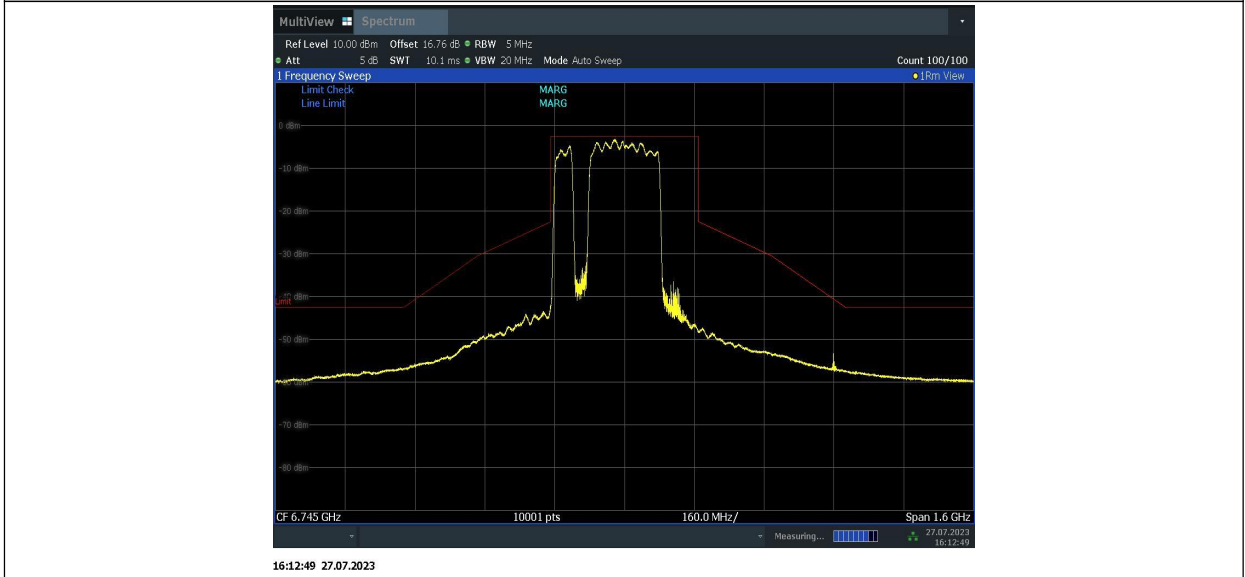 MultiView Spectrum
Ref Level 10.00 dBm Offset 16.76 dB RBW 5 MHz
Att 5 dB SWT 10.1 ms VBW 20 MHz Mode Auto Sweep Count 100/100
1 Frequency Sweep 1Rm View
Limit Check MARG
Line Limit MARG
0 dBm
-10 dBm
-20 dBm
-30 dBm
-40 dBm
Limit
-50 dBm
-60 dBm
-70 dBm
-80 dBm
CF 6.745 GHz 10001 pts 160.0 MHz/ Span 1.6 GHz
Measuring... 27.07.2023
16:12:49
16:12:49 27.07.2023